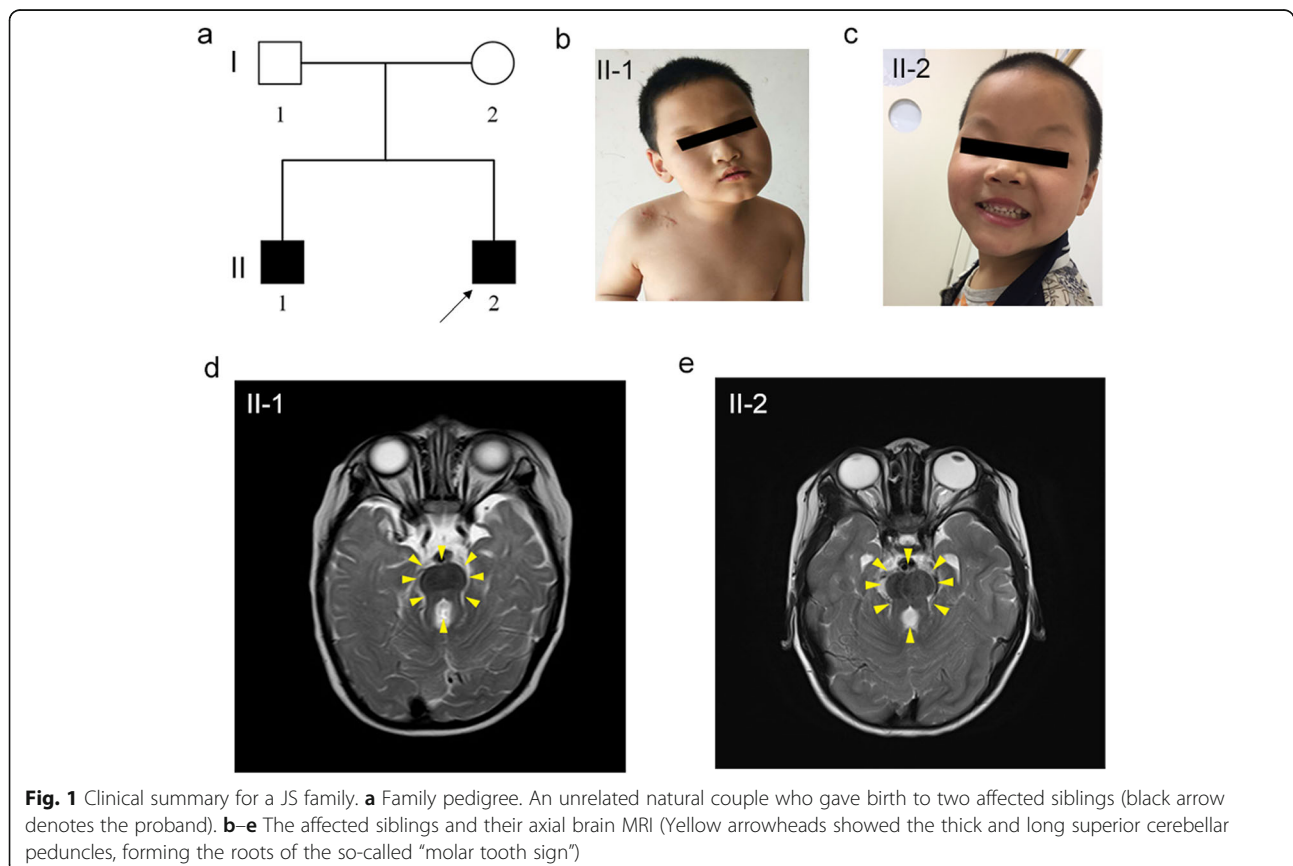 a
b
c
I
1
2
II-1
II-2
II
1
2
d
e
II-1
II-2
Fig. 1 Clinical summary for a JS family. a Family pedigree. An unrelated natural couple who gave birth to two affected siblings (black arrow
denotes the proband). b–e The affected siblings and their axial brain MRI (Yellow arrowheads showed the thick and long superior cerebellar
peduncles, forming the roots of the so-called “molar tooth sign”)